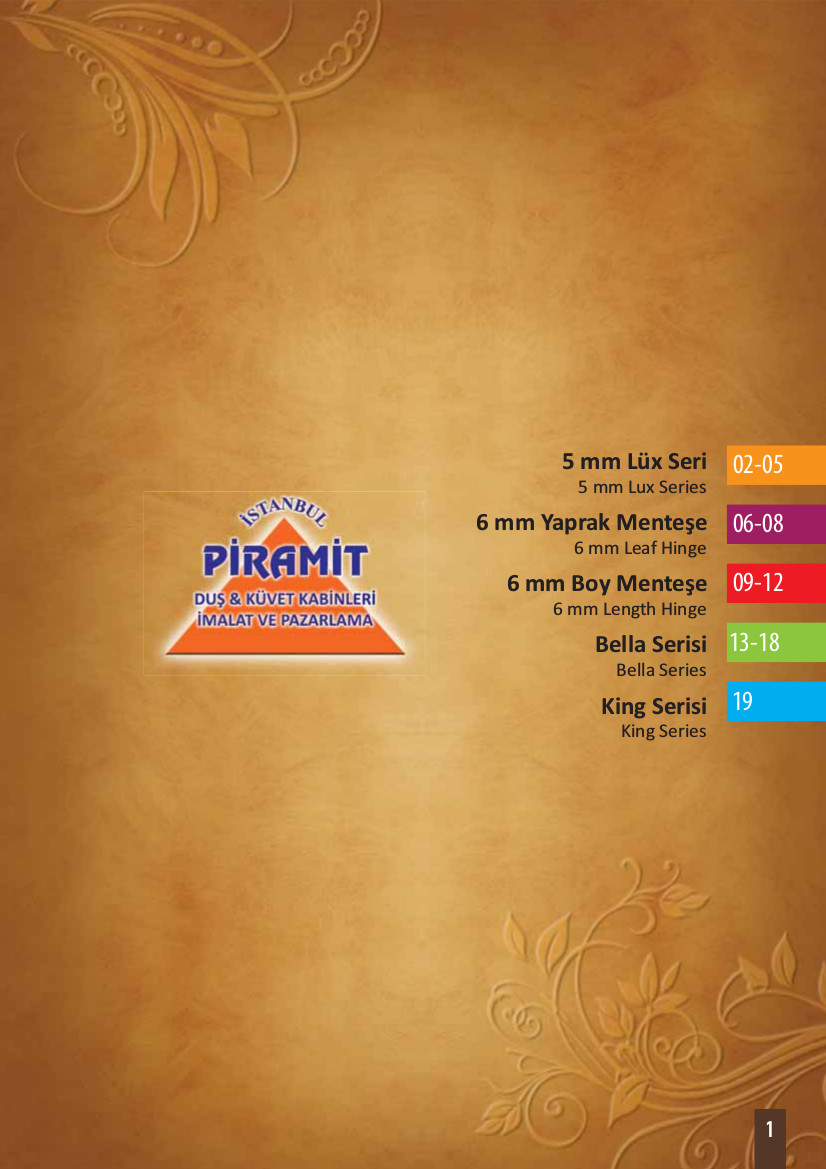 İSTANBUL
PİRAMİT
DUŞ & KÜVET KABİNLERİ
İMALAT VE PAZARLAMA
5 mm Lüx Seri 02-05
5 mm Lux Series
6 mm Yaprak Menteşe 06-08
6 mm Leaf Hinge
6 mm Boy Menteşe 09-12
6 mm Length Hinge
Bella Serisi 13-18
Bella Series
King Serisi 19
King Series
1